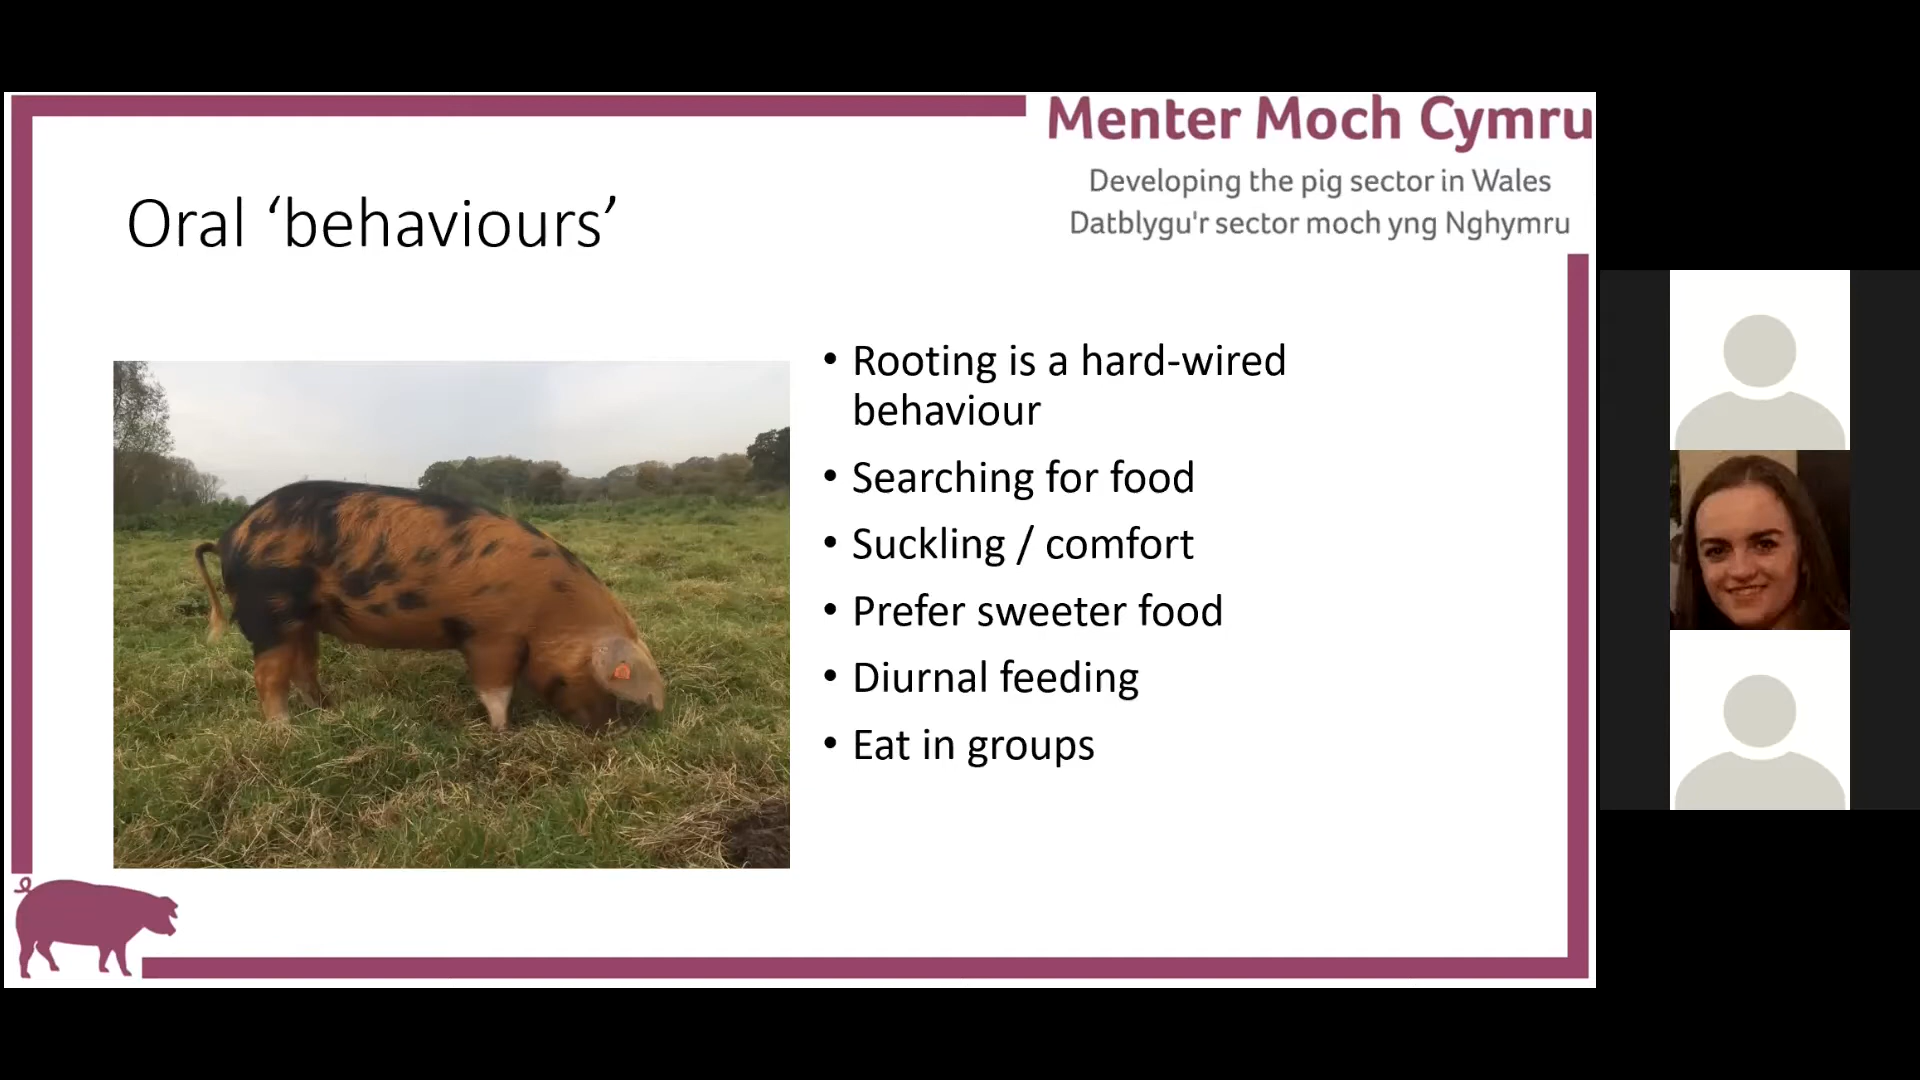 Menter Moch Cymru
Developing the pig sector in Wales
Datblygu'r sector moch yng Nghymru
Oral ‘behaviours’
• Rooting is a hard-wired
behaviour
• Searching for food
• Suckling / comfort
• Prefer sweeter food
• Diurnal feeding
• Eat in groups